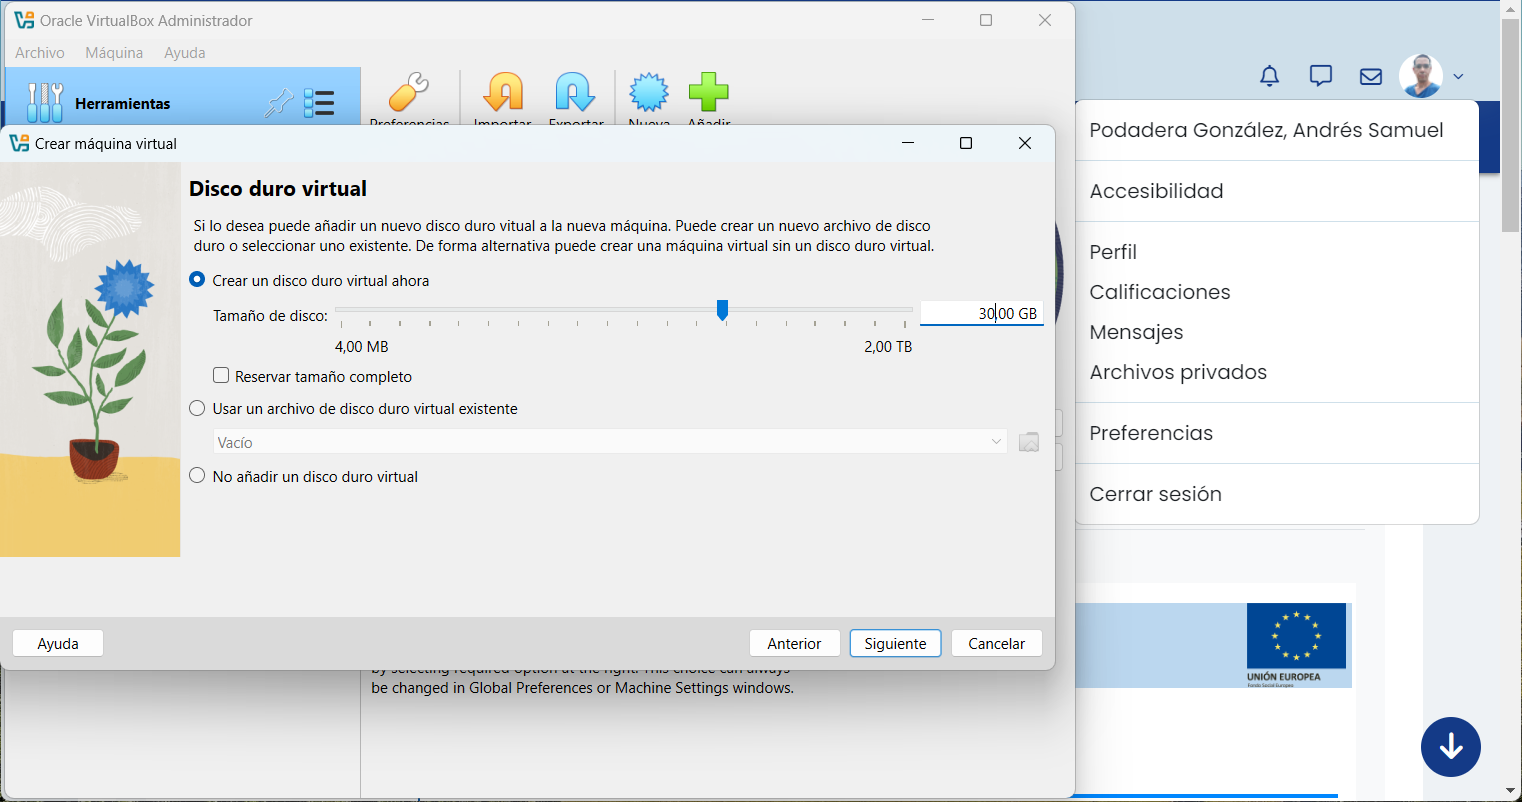 Oracle VirtualBox Administrador
Archivo Máquina Ayuda
Herramientas
Preferencias Importar Exportar Nueva Añadir
Crear máquina virtual
Disco duro virtual
Si lo desea puede añadir un nuevo disco duro vitual a la nueva máquina. Puede crear un nuevo archivo de disco
duro o seleccionar uno existente. De forma alternativa puede crear una máquina virtual sin un disco duro virtual.
Crear un disco duro virtual ahora
Tamaño de disco:
30,00 GB
4,00 MB 2,00 TB
Reservar tamaño completo
Usar un archivo de disco duro virtual existente
Vacío
No añadir un disco duro virtual
Ayuda Anterior Siguiente Cancelar
by selecting required option at the right. This choice can always
be changed in Global Preferences or Machine Settings windows.
Podadera González, Andrés Samuel
Accesibilidad
Perfil
Calificaciones
Mensajes
Archivos privados
Preferencias
Cerrar sesión
UNIÓN EUROPEA
Fondo Social Europeo